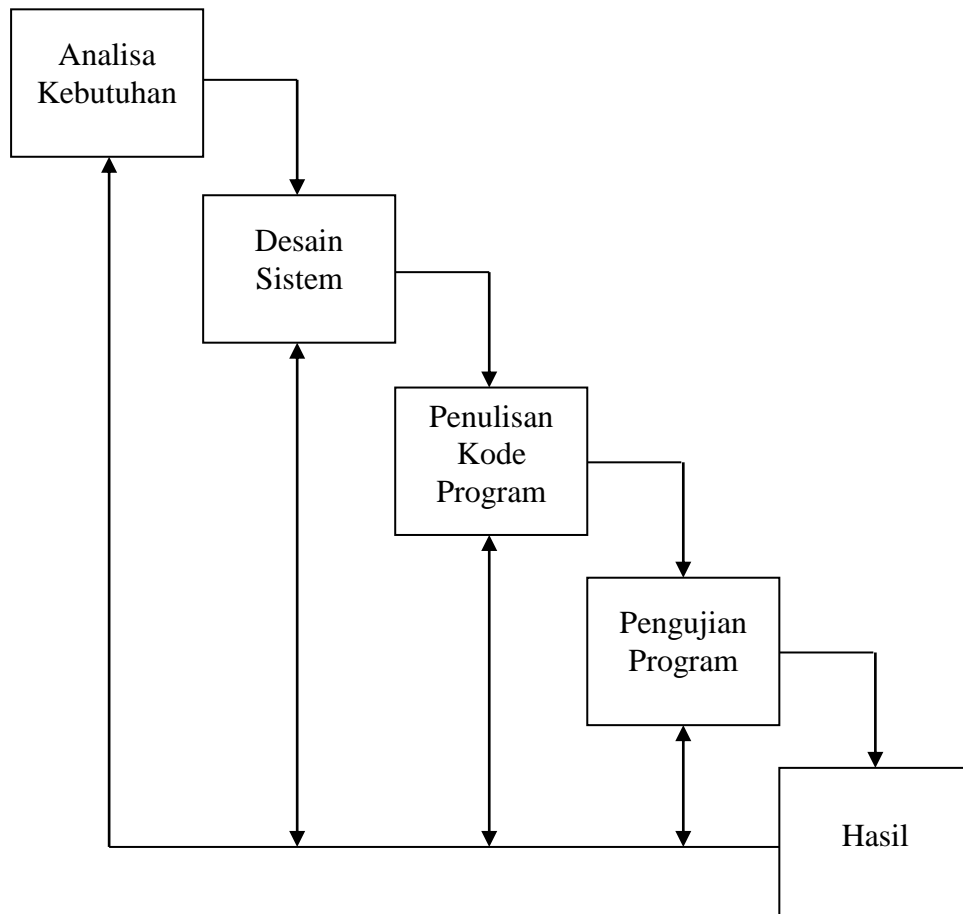 Analisa
Kebutuhan
Desain
Sistem
Penulisan
Kode
Program
Pengujian
Program
Hasil